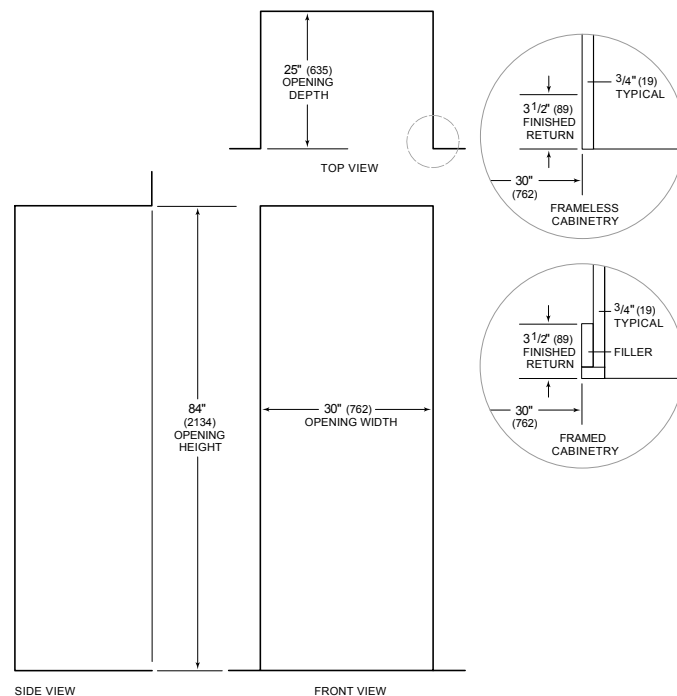 25" (635)
OPENING
DEPTH
TOP VIEW
3/4" (19)
TYPICAL
3 1/2" (89)
FINISHED
RETURN
30"
(762)
FRAMELESS
CABINETRY
3/4" (19)
TYPICAL
3 1/2" (89)
FINISHED
RETURN
FILLER
30"
(762)
FRAMED
CABINETRY
84"
(2134)
OPENING
HEIGHT
30" (762)
OPENING WIDTH
SIDE VIEW
FRONT VIEW